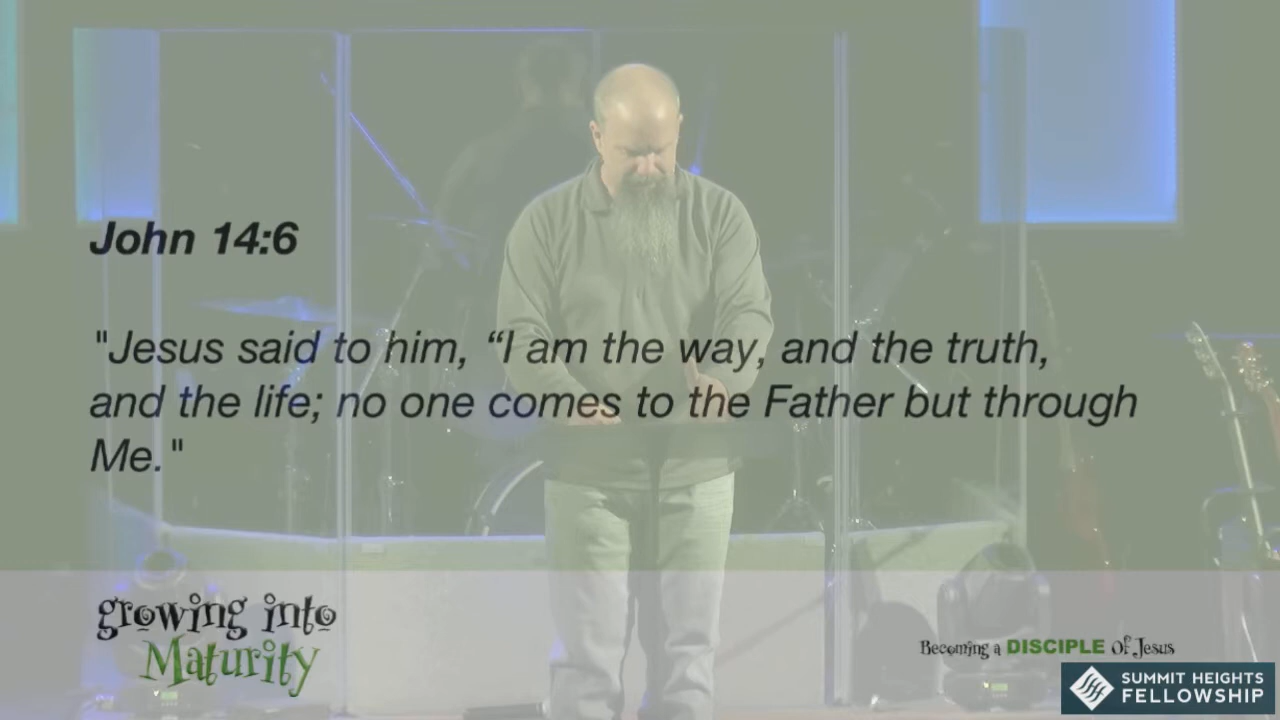 John 14:6
"Jesus said to him, “I am the way, and the truth,
and the life; no one comes to the Father but through
Me."
growing into
Maturity
Becoming a DISCIPLE Of Jesus
SUMMIT HEIGHTS
FELLOWSHIP